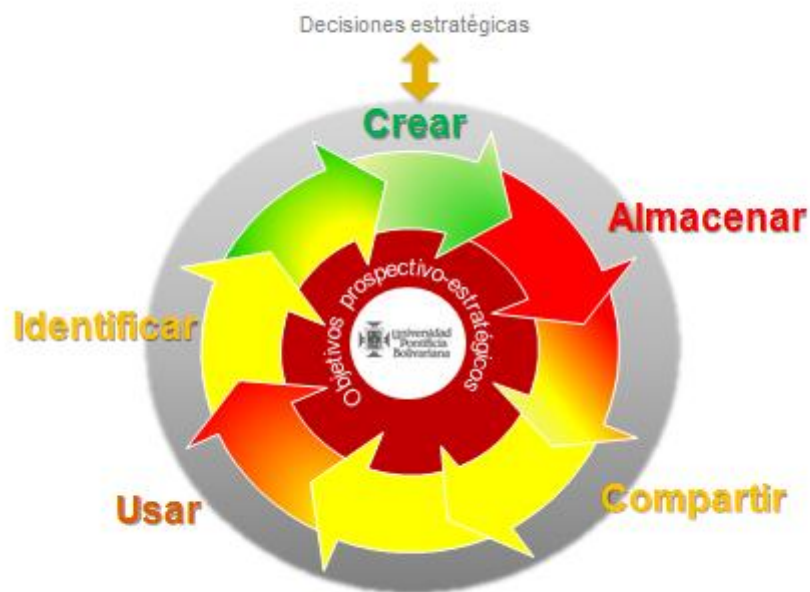 Decisiones estratégicas
Crear
Almacenar
Identificar
Objetivos prospectivo-estratégicos
Universidad
Pontificia
Bolivariana
Usar
Compartir